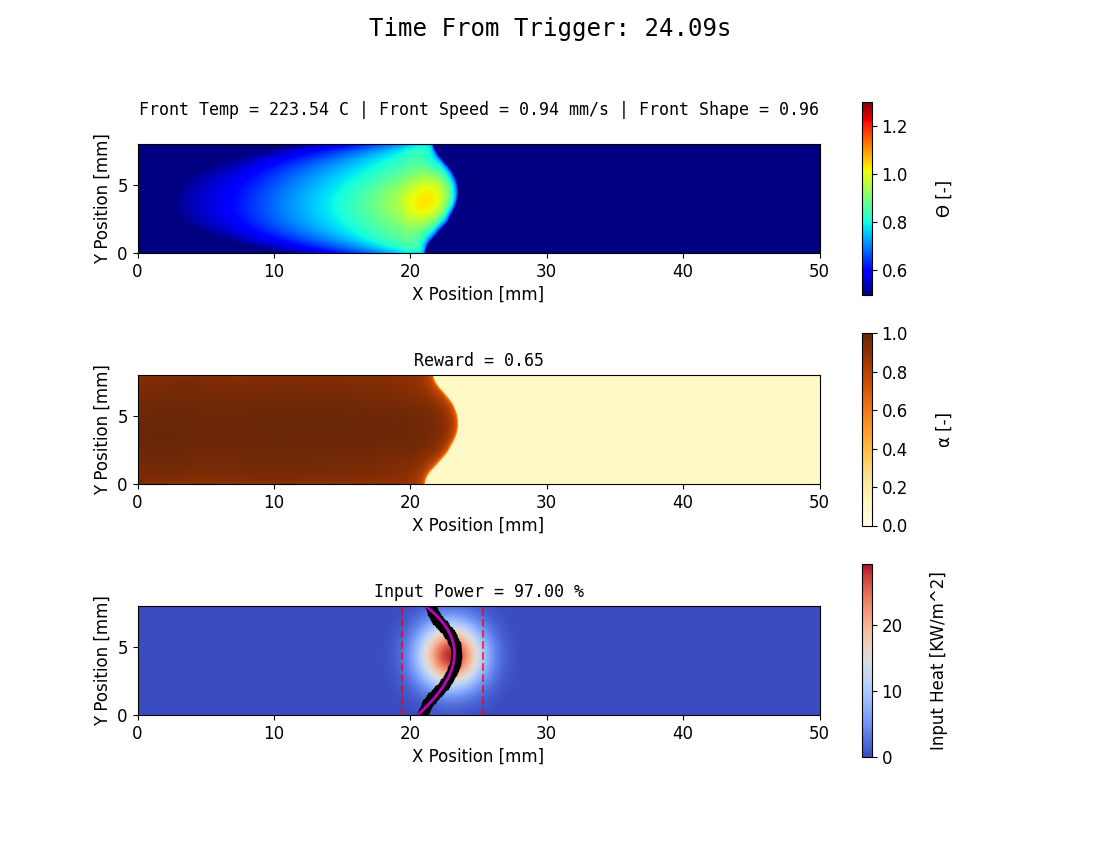 Time From Trigger: 24.09s
Front Temp = 223.54 C | Front Speed = 0.94 mm/s | Front Shape = 0.96
Y Position [mm]
5
0
0 10 20 30 40 50
X Position [mm]
1.2
1.0
0.8
0.6
Θ [-]
Reward = 0.65
Y Position [mm]
5
0
0 10 20 30 40 50
X Position [mm]
1.0
0.8
0.6
0.4
0.2
0.0
α [-]
Input Power = 97.00 %
Y Position [mm]
5
0
0 10 20 30 40 50
X Position [mm]
20
10
0
Input Heat [KW/m^2]